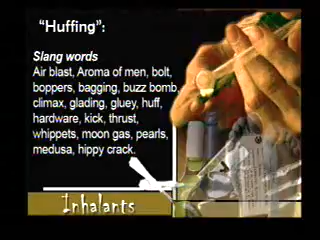 “Huffing”:
Slang words
Air blast, Aroma of men, bolt,
boppers, bagging, buzz bomb,
climax, glading, gluey, huff,
hardware, kick, thrust,
whippets, moon gas, pearls,
medusa, hippy crack.
Inhalants